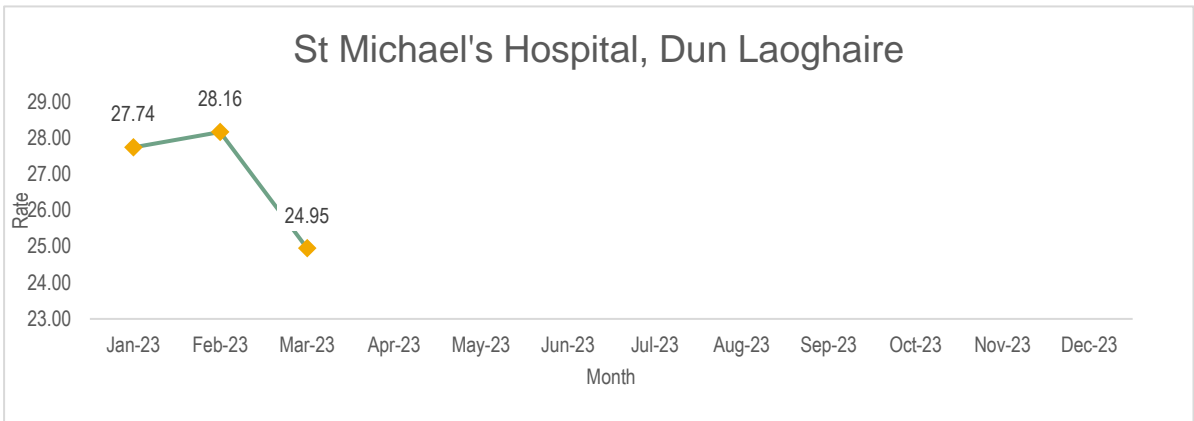 St Michael's Hospital, Dun Laoghaire
29.00
28.00
27.00
26.00
25.00
24.00
23.00
Rate
27.74
28.16
24.95
Jan-23 Feb-23 Mar-23 Apr-23 May-23 Jun-23 Jul-23 Aug-23 Sep-23 Oct-23 Nov-23 Dec-23
Month